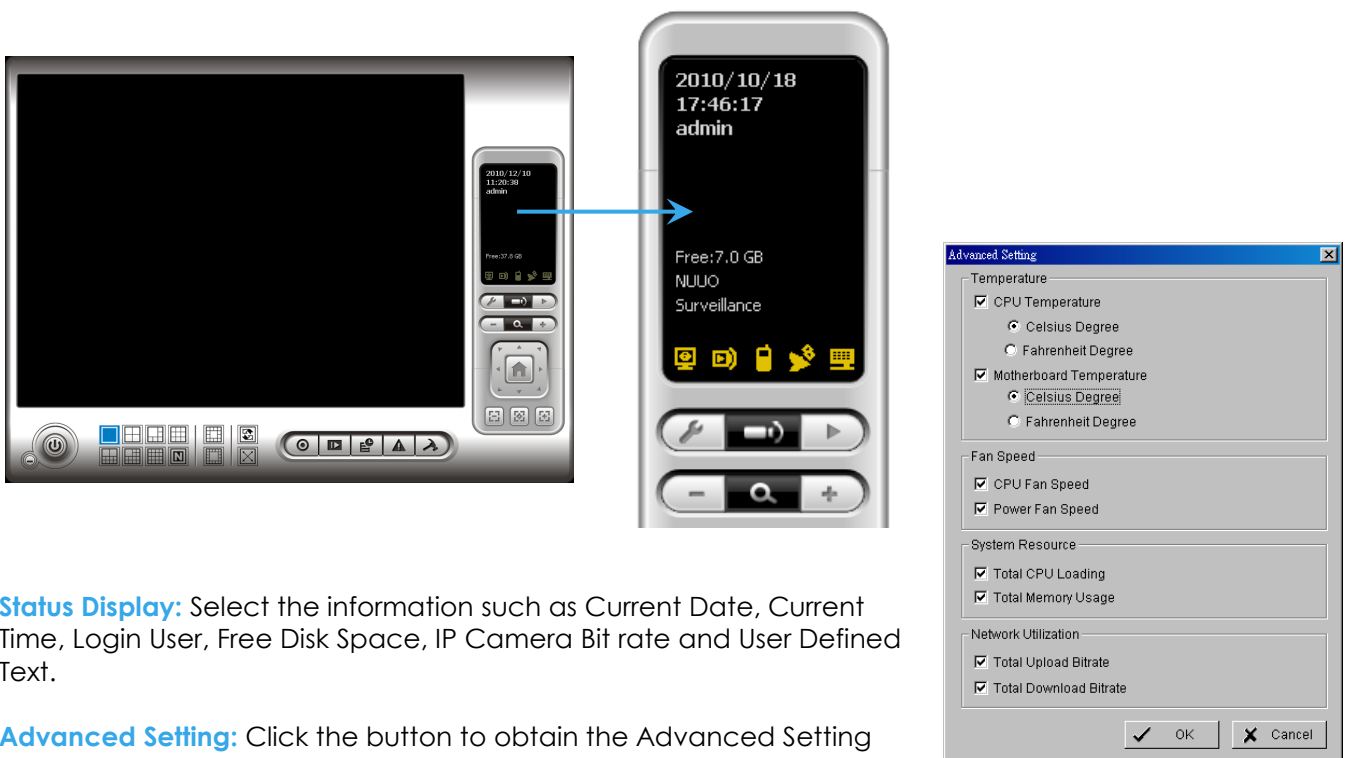 2010/12/10
11:20:38
admin
Free:37.8 GB
N
2010/10/18
17:46:17
admin
Free:7.0 GB
NUUO
Surveillance
Advanced Setting
Temperature
CPU Temperature
Celsius Degree
Fahrenheit Degree
Motherboard Temperature
Celsius Degree
Fahrenheit Degree
Fan Speed
CPU Fan Speed
Power Fan Speed
System Resource
Total CPU Loading
Total Memory Usage
Network Utilization
Total Upload Bitrate
Total Download Bitrate
OK
Cancel
Status Display: Select the information such as Current Date, Current
Time, Login User, Free Disk Space, IP Camera Bit rate and User Defined
Text.
Advanced Setting: Click the button to obtain the Advanced Setting